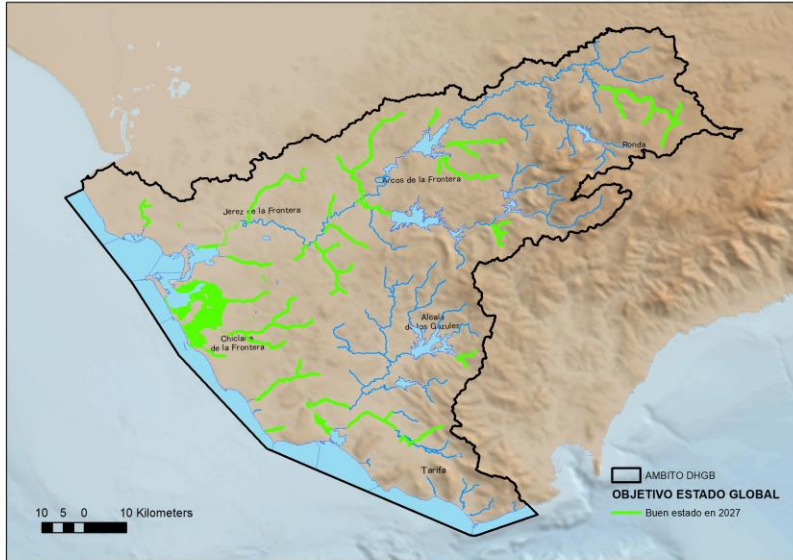 Ronda
Arcos de la Frontera
Jerez de la Frontera
Alcala
de los Gazules
Chiclana
de la Frontera
Tarifa
AMBITO DHGB
OBJETIVO ESTADO GLOBAL
Buen estado en 2027
10 5 0 10 Kilometers